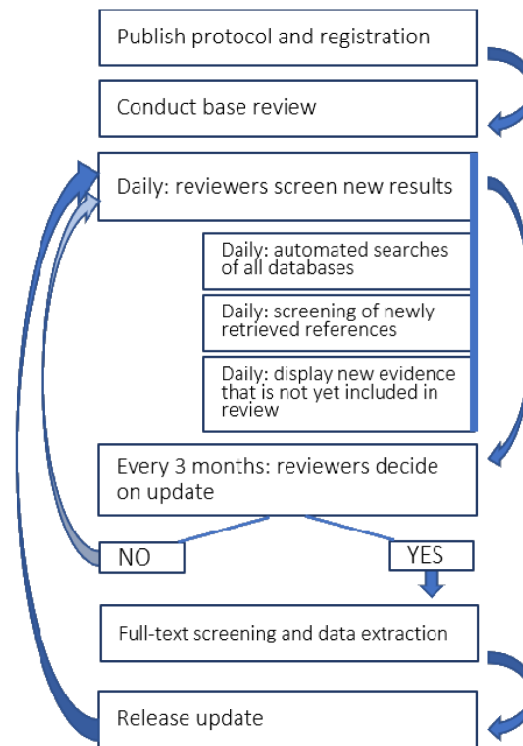 Publish protocol and registration
Conduct base review
Daily: reviewers screen new results
Daily: automated searches
of all databases
Daily: screening of newly
retrieved references
Daily: display new evidence
that is not yet included in
review
Every 3 months: reviewers decide
on update
NO
YES
Full-text screening and data extraction
Release update